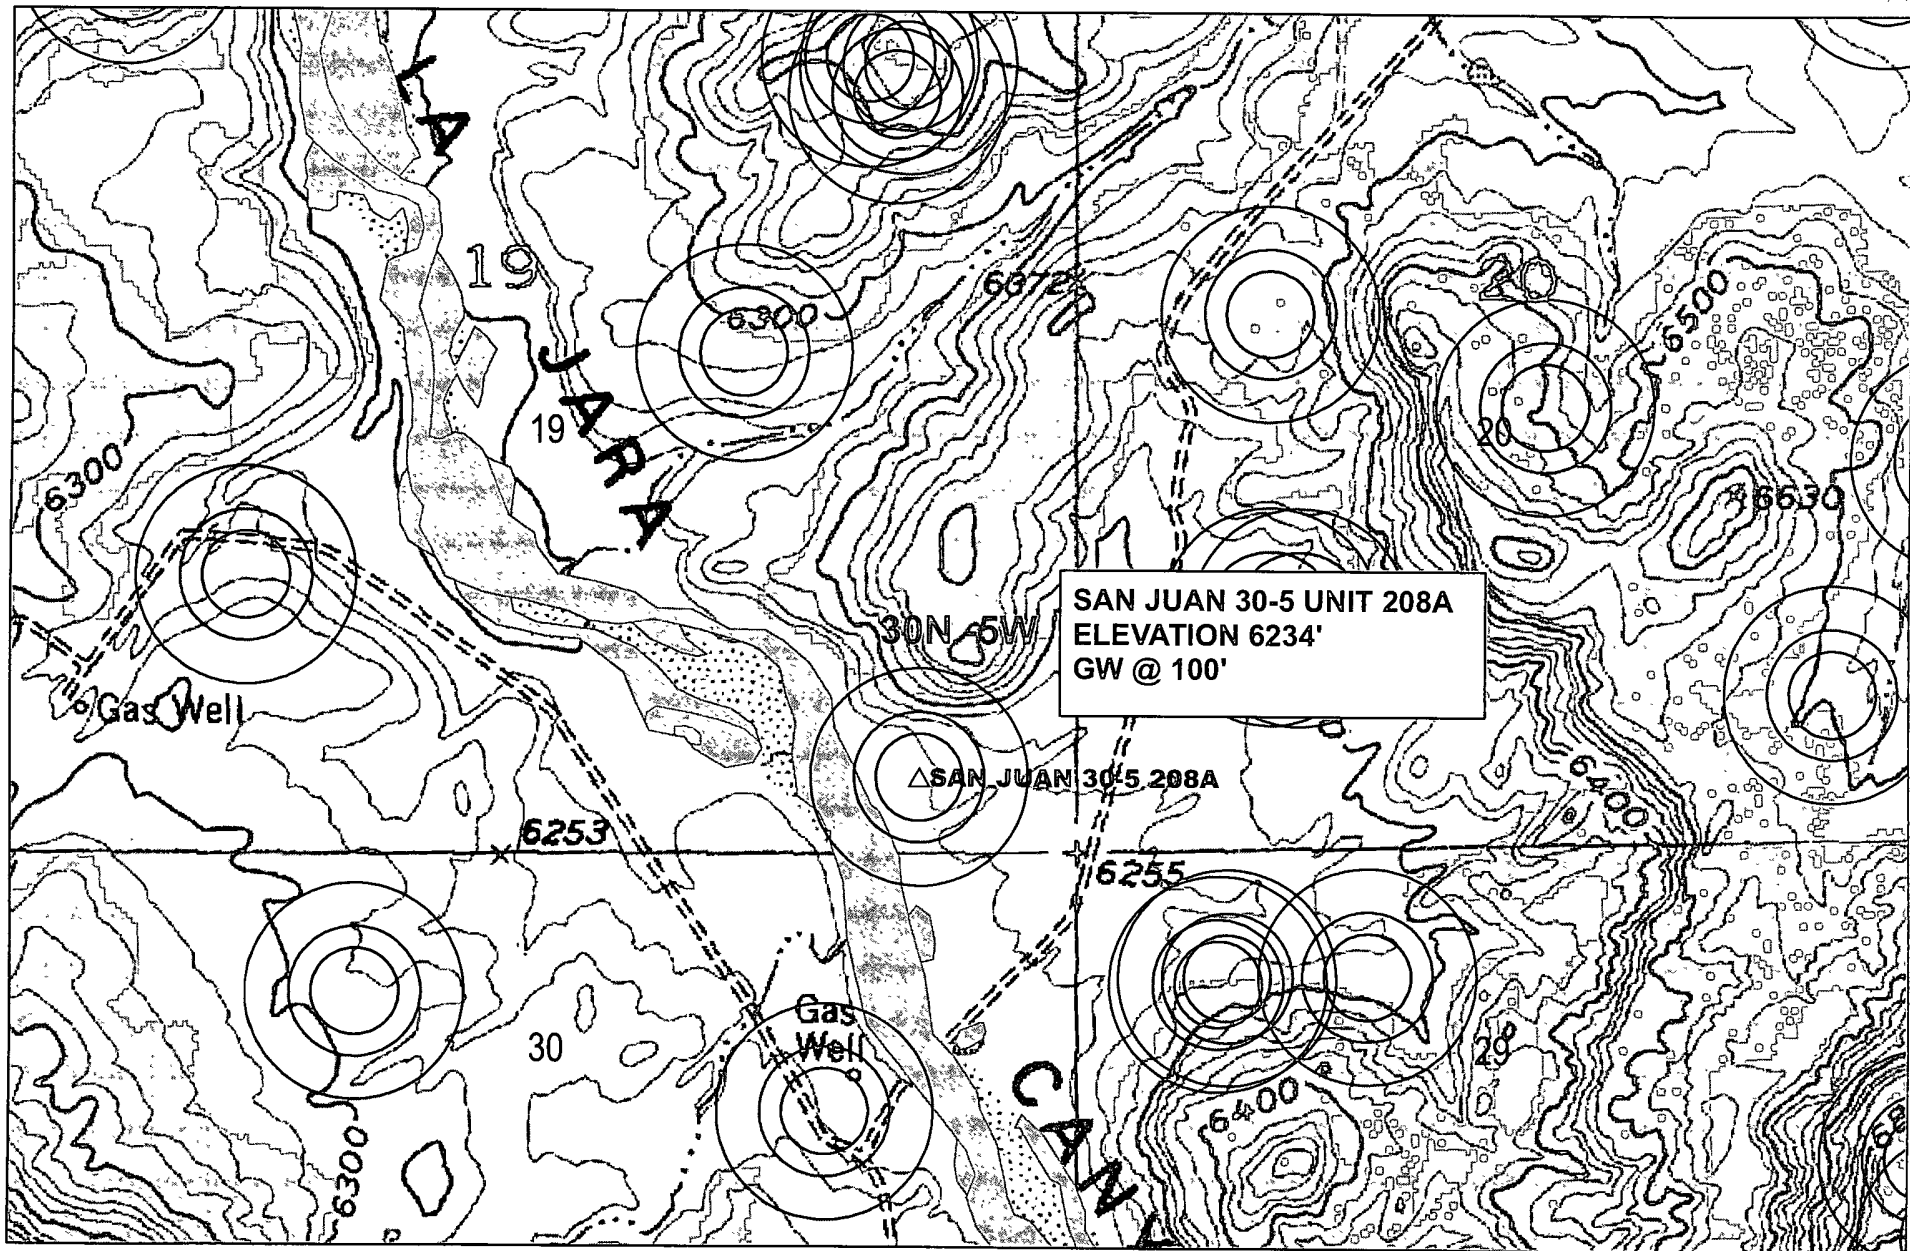 LA
19
6372
20
6500
6300
JARA
19
20
6300
6630
30N 5W
SAN JUAN 30-5 UNIT 208A
ELEVATION 6234'
GW @ 100'
Gas Well
SAN JUAN 30-5 208A
6400
6253
6255
Gas
Well
30
29
CAN
6400
6300